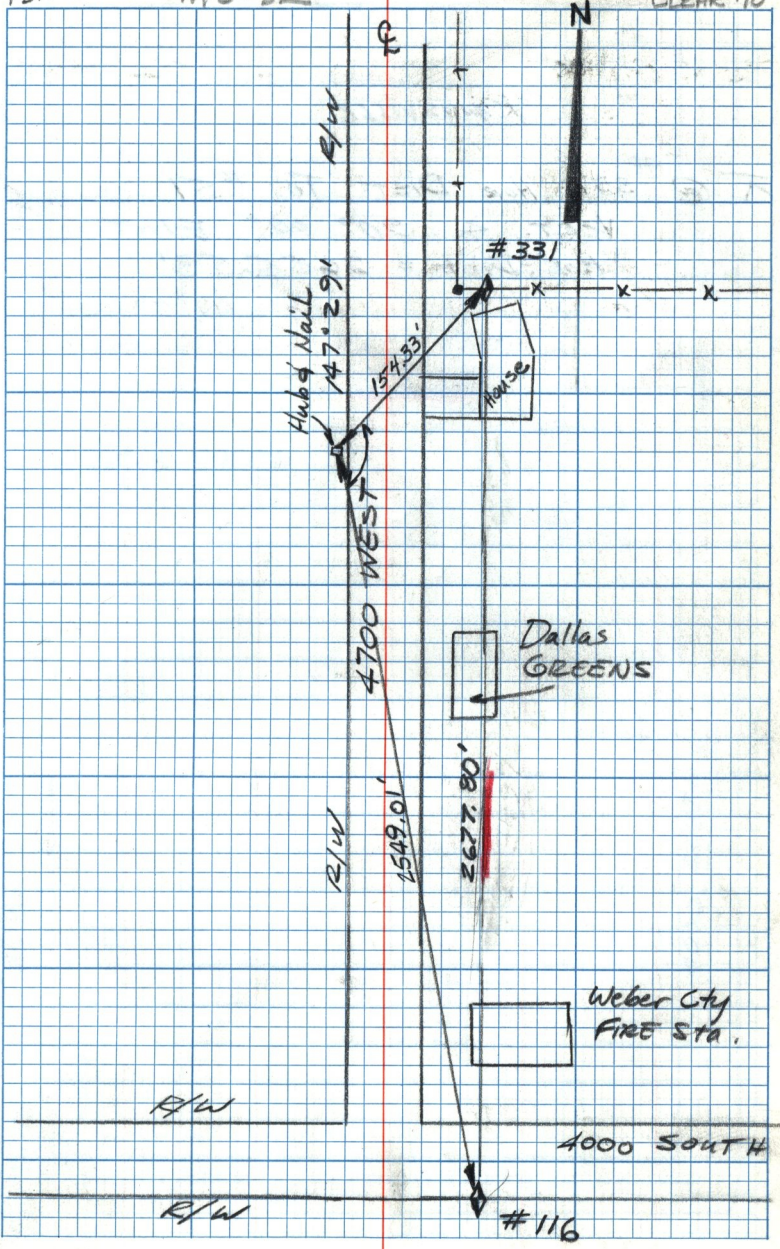 ℄
N
R/W
#331
147°29'
Hub & Nail
154.33'
House
4700 WEST
Dallas
GREENS
2677.80'
2549.01'
R/W
Weber Cty
FIRE Sta.
R/W
4000 SOUTH
R/W
#116